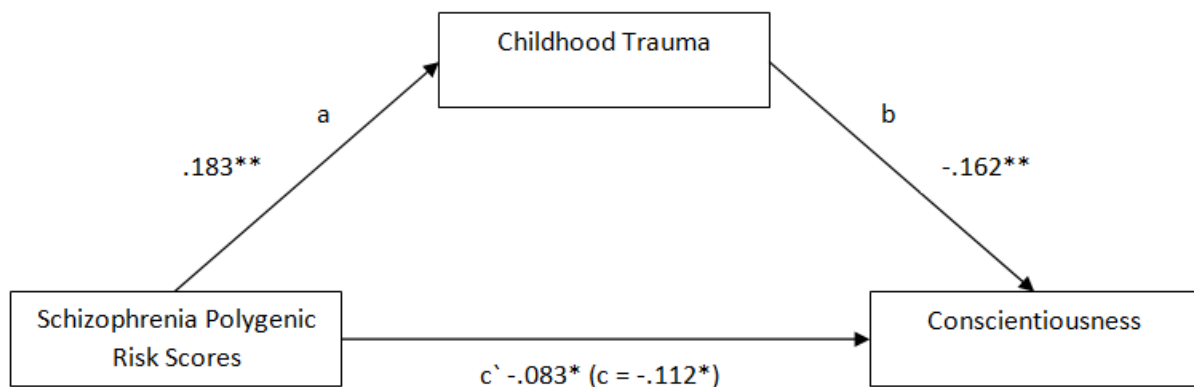 Childhood Trauma
a
b
.183**
-.162**
Schizophrenia Polygenic
Risk Scores
Conscientiousness
c` -.083* (c = -.112*)